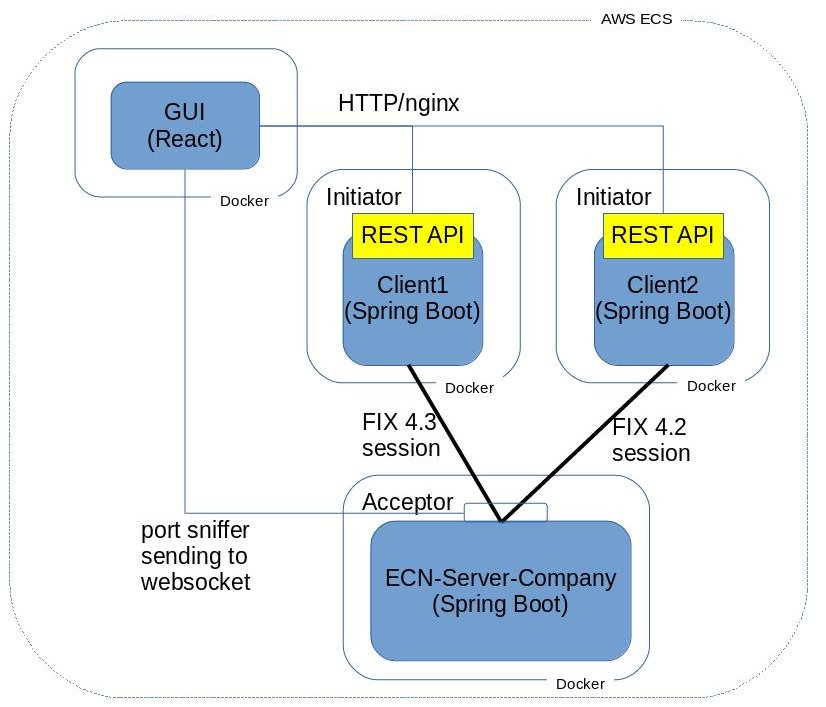 AWS ECS
GUI
(React)
HTTP/nginx
Docker
Initiator
REST API
Client1
(Spring Boot)
Docker
Initiator
REST API
Client2
(Spring Boot)
Docker
FIX 4.3
session
FIX 4.2
session
Acceptor
port sniffer
sending to
websocket
ECN-Server-Company
(Spring Boot)
Docker